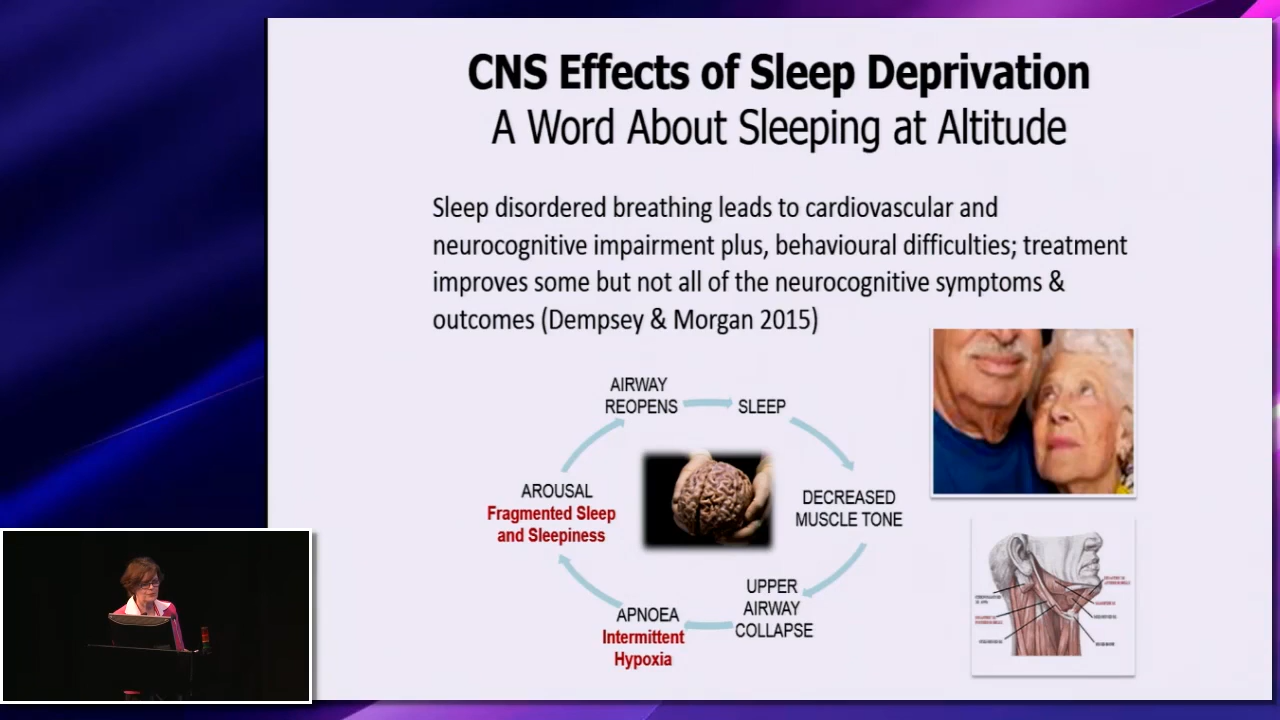 CNS Effects of Sleep Deprivation
A Word About Sleeping at Altitude
Sleep disordered breathing leads to cardiovascular and
neurocognitive impairment plus, behavioural difficulties; treatment
improves some but not all of the neurocognitive symptoms &
outcomes (Dempsey & Morgan 2015)
AIRWAY
REOPENS
SLEEP
DECREASED
MUSCLE TONE
UPPER
AIRWAY
COLLAPSE
APNOEA
Intermittent
Hypoxia
AROUSAL
Fragmented Sleep
and Sleepiness